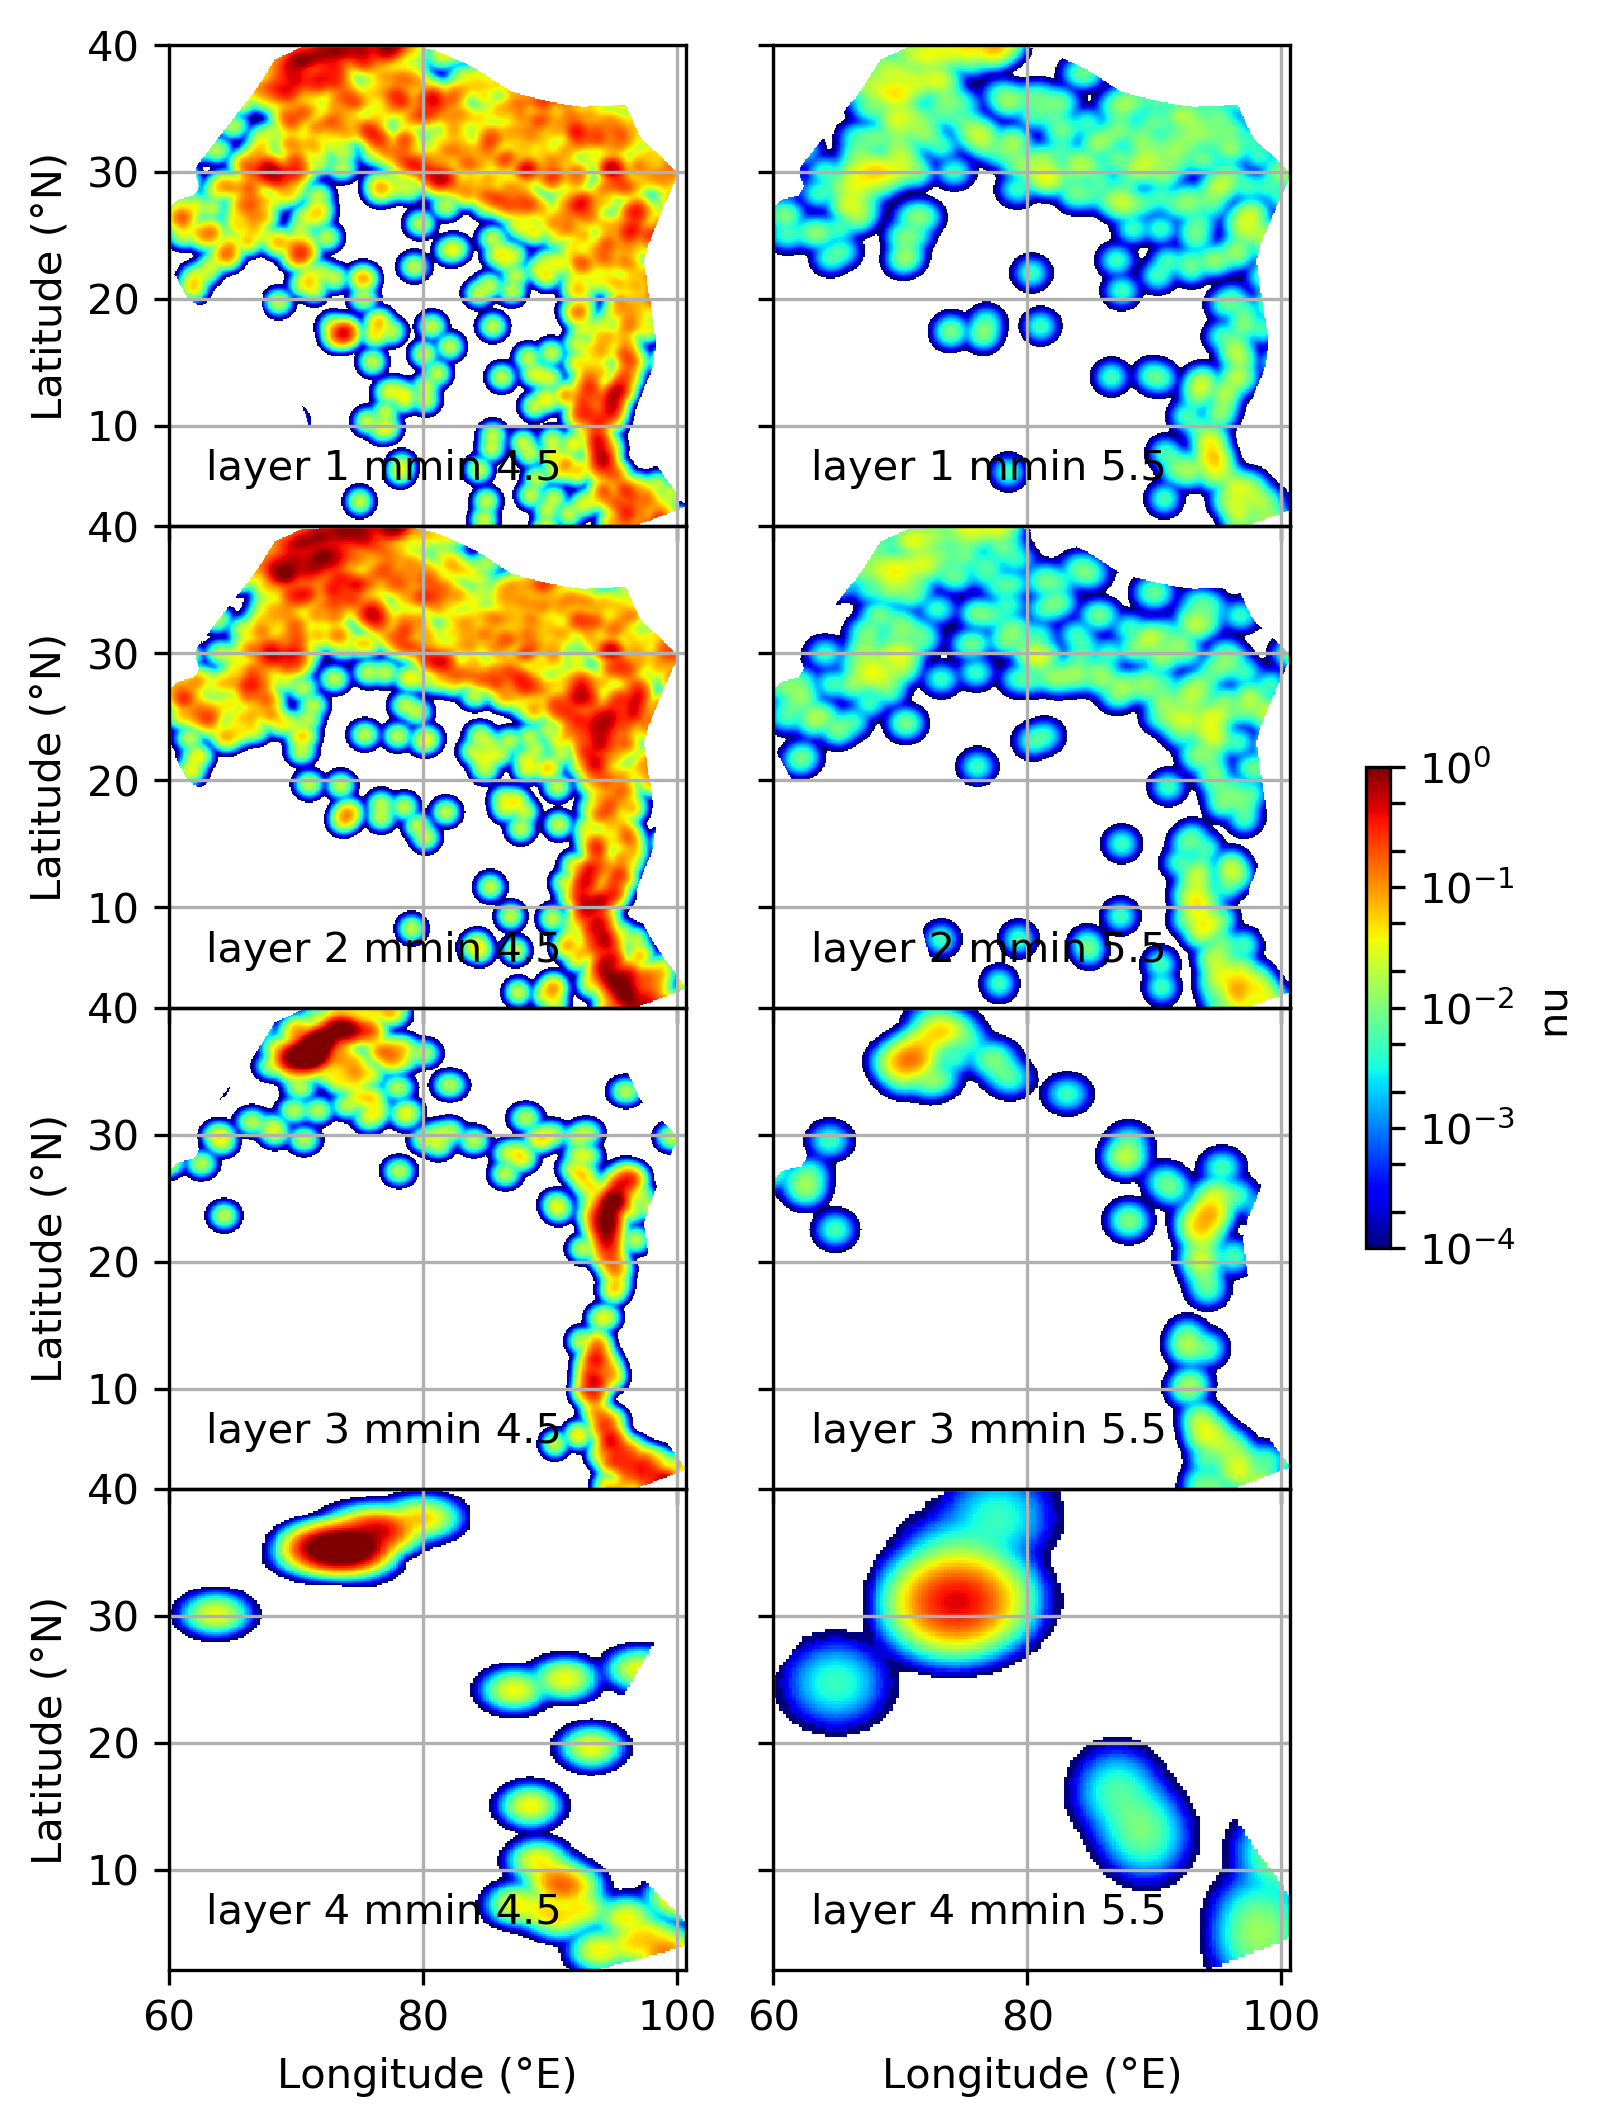 40
30
20
10
Latitude (°N)
layer 1 mmin 4.5
layer 1 mmin 5.5
40
30
20
10
Latitude (°N)
layer 2 mmin 4.5
layer 2 mmin 5.5
40
30
20
10
Latitude (°N)
layer 3 mmin 4.5
layer 3 mmin 5.5
40
30
20
10
Latitude (°N)
layer 4 mmin 4.5
layer 4 mmin 5.5
60 80 100
60 80 100
Longitude (°E)
Longitude (°E)
10⁰
10⁻¹
10⁻²
10⁻³
10⁻⁴
nu